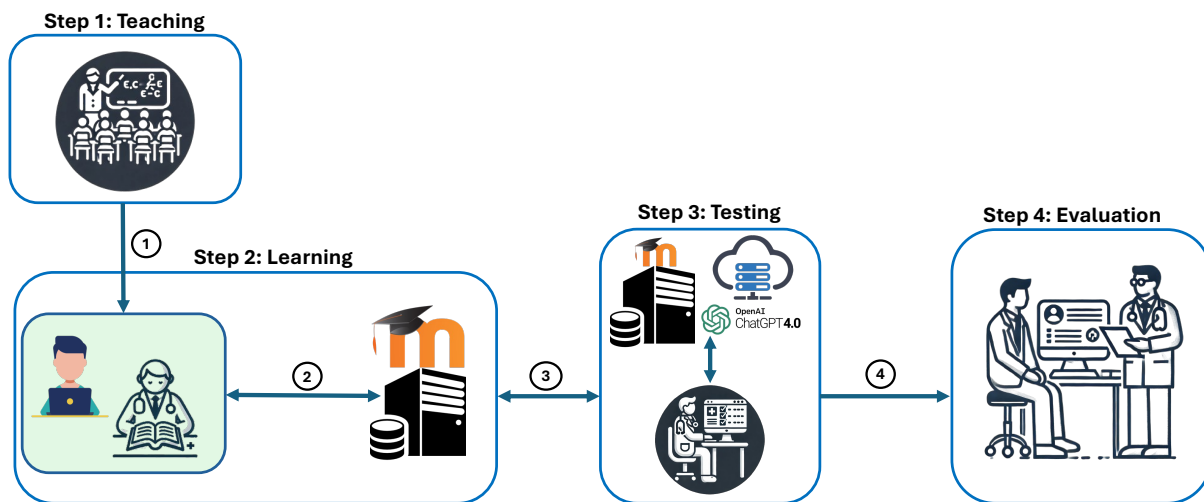 Step 1: Teaching
ε.c
ε-c
1
Step 2: Learning
2
m
3
Step 3: Testing
m
OpenAI
ChatGPT4.0
4
Step 4: Evaluation